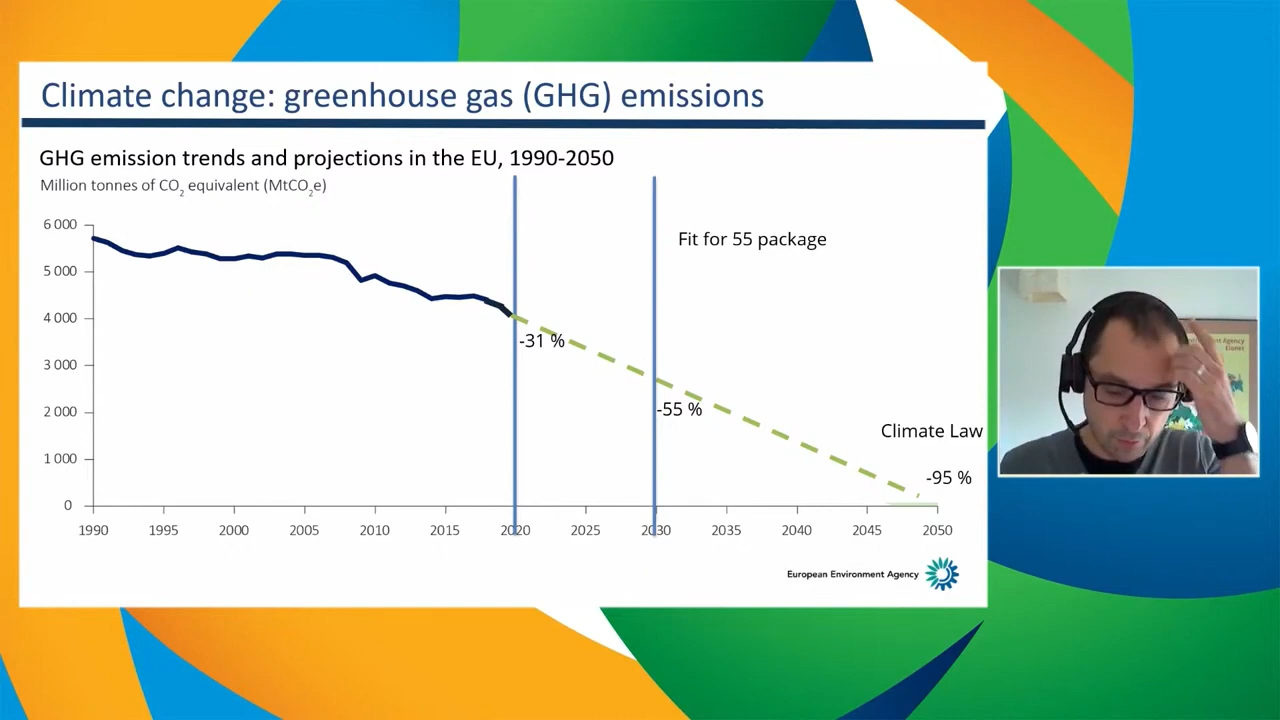 Climate change: greenhouse gas (GHG) emissions
GHG emission trends and projections in the EU, 1990-2050
Million tonnes of CO2 equivalent (MtCO2e)
6 000
5 000
4 000
3 000
2 000
1 000
0
Fit for 55 package
-31 %
-55 %
Climate Law
-95 %
1990 1995 2000 2005 2010 2015 2020 2025 2030 2035 2040 2045 2050
European Environment Agency
Agency
Eionet